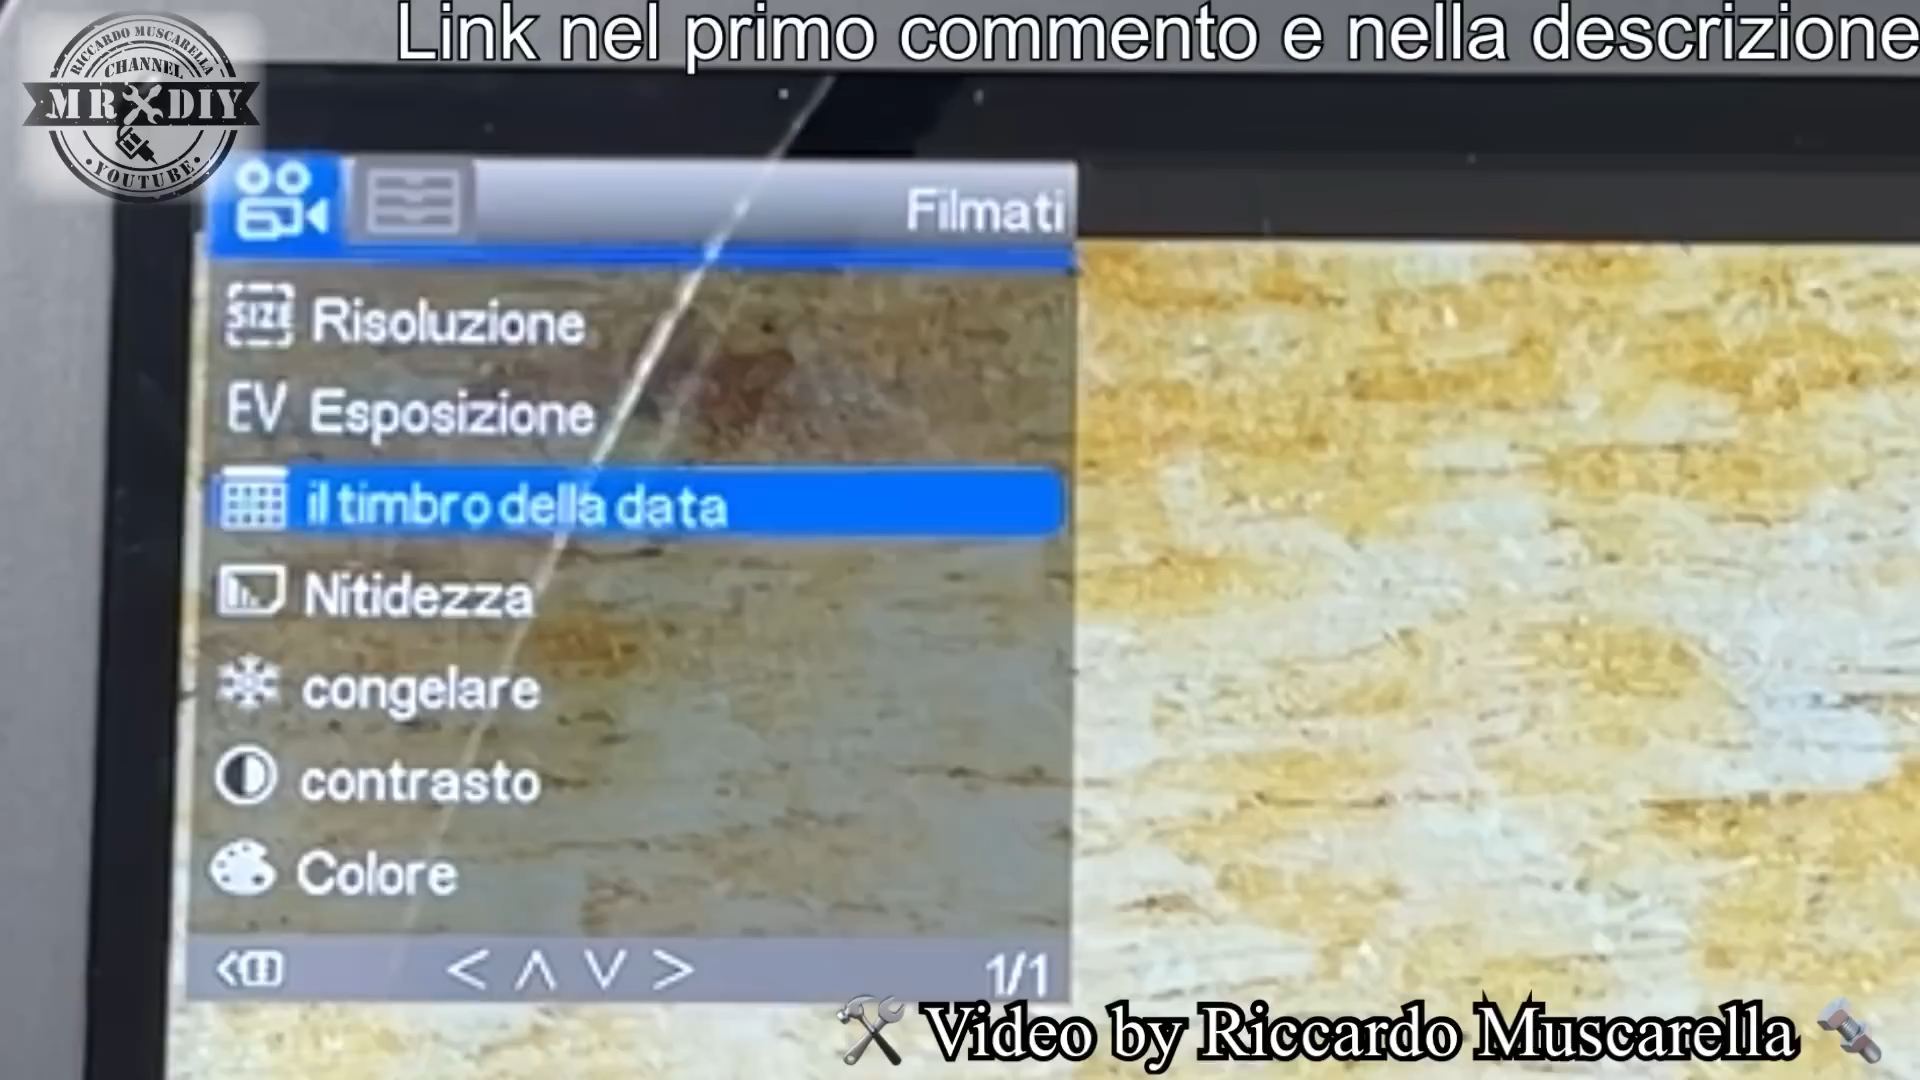 Link nel primo commento e nella descrizione
RICCARDO MUSCARELLA
CHANNEL
MR DIY
YOUTUBE
Filmati
SIZE Risoluzione
EV Esposizione
il timbro della data
Nitidezza
congelare
contrasto
Colore
< ᐱ ᐯ > 1/1
Video by Riccardo Muscarella